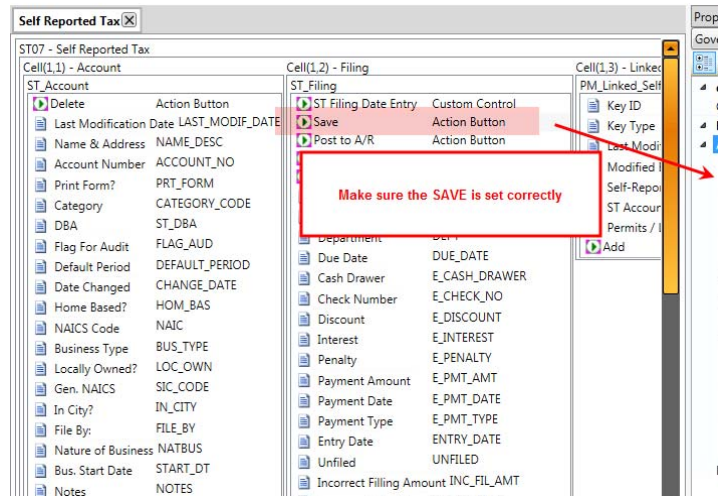 Self Reported Tax
Prop
Gove
ST07 - Self Reported Tax
Cell(1,1) - Account
ST_Account
Delete Action Button
Last Modification Date LAST_MODIF_DATE
Name & Address NAME_DESC
Account Number ACCOUNT_NO
Print Form? PRT_FORM
Category CATEGORY_CODE
DBA ST_DBA
Flag For Audit FLAG_AUD
Default Period DEFAULT_PERIOD
Date Changed CHANGE_DATE
Home Based? HOM_BAS
NAICS Code NAIC
Business Type BUS_TYPE
Locally Owned? LOC_OWN
Gen. NAICS SIC_CODE
In City? IN_CITY
File By: FILE_BY
Nature of Business NATBUS
Bus. Start Date START_DT
Notes NOTES
Cell(1,2) - Filing
ST_Filing
ST Filing Date Entry Custom Control
Save Action Button
Post to A/R Action Button
Make sure the SAVE is set correctly
Department DEPT
Due Date DUE_DATE
Cash Drawer E_CASH_DRAWER
Check Number E_CHECK_NO
Discount E_DISCOUNT
Interest E_INTEREST
Penalty E_PENALTY
Payment Amount E_PMT_AMT
Payment Date E_PMT_DATE
Payment Type E_PMT_TYPE
Entry Date ENTRY_DATE
Unfiled UNFILED
Incorrect Filling Amount INC_FIL_AMT
Cell(1,3) - Linked
PM_Linked_Self
Key ID
Key Type
Last Modif
Modified
Self-Repor
ST Accour
Permits /
Add